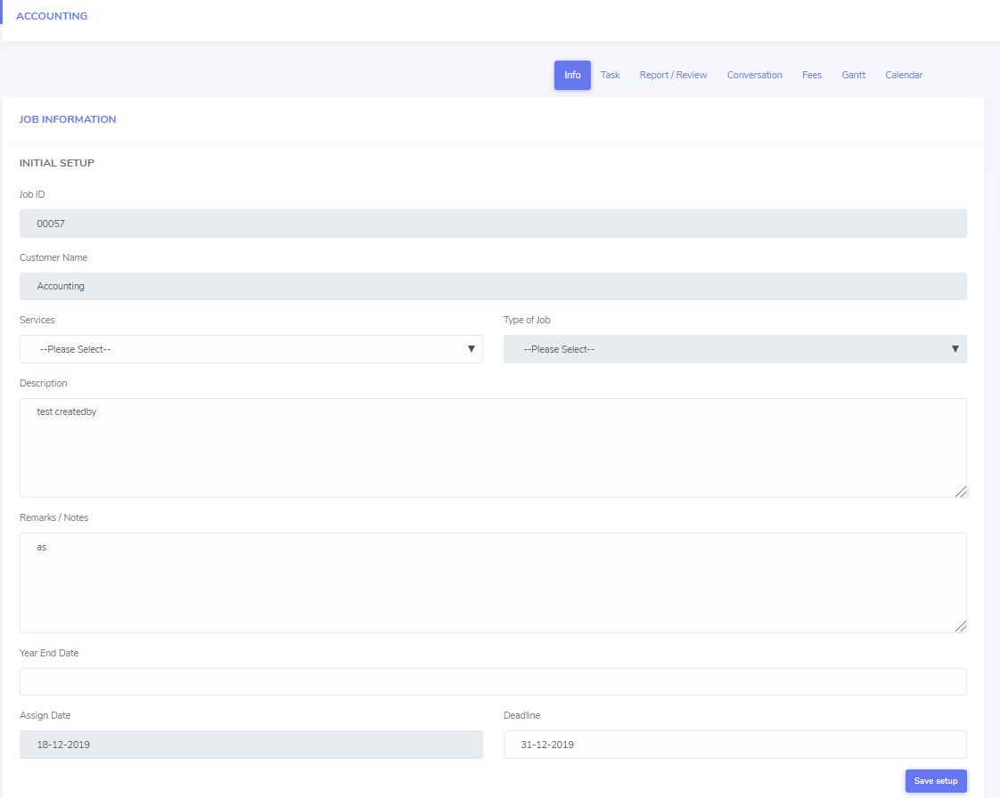 ACCOUNTING
Info Task Report / Review Conversation Fees Gantt Calendar
JOB INFORMATION
INITIAL SETUP
Job ID
00057
Customer Name
Accounting
Services Type of Job
--Please Select-- --Please Select--
Description
test createdby
Remarks / Notes
as
Year End Date
Assign Date Deadline
18-12-2019 31-12-2019
Save setup